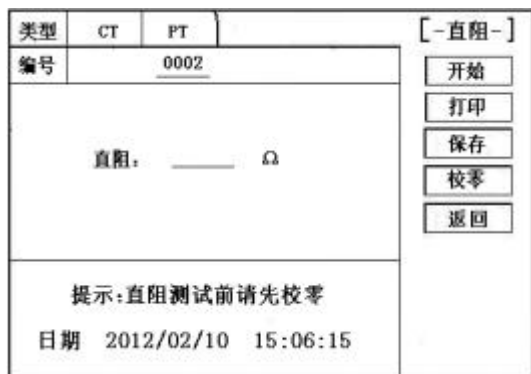 类型 CT PT
[-直阻-]
编号 0002
开始
打印
直阻: Ω
保存
校零
返回
提示:直阻测试前请先校零
日期 2012/02/10 15:06:15